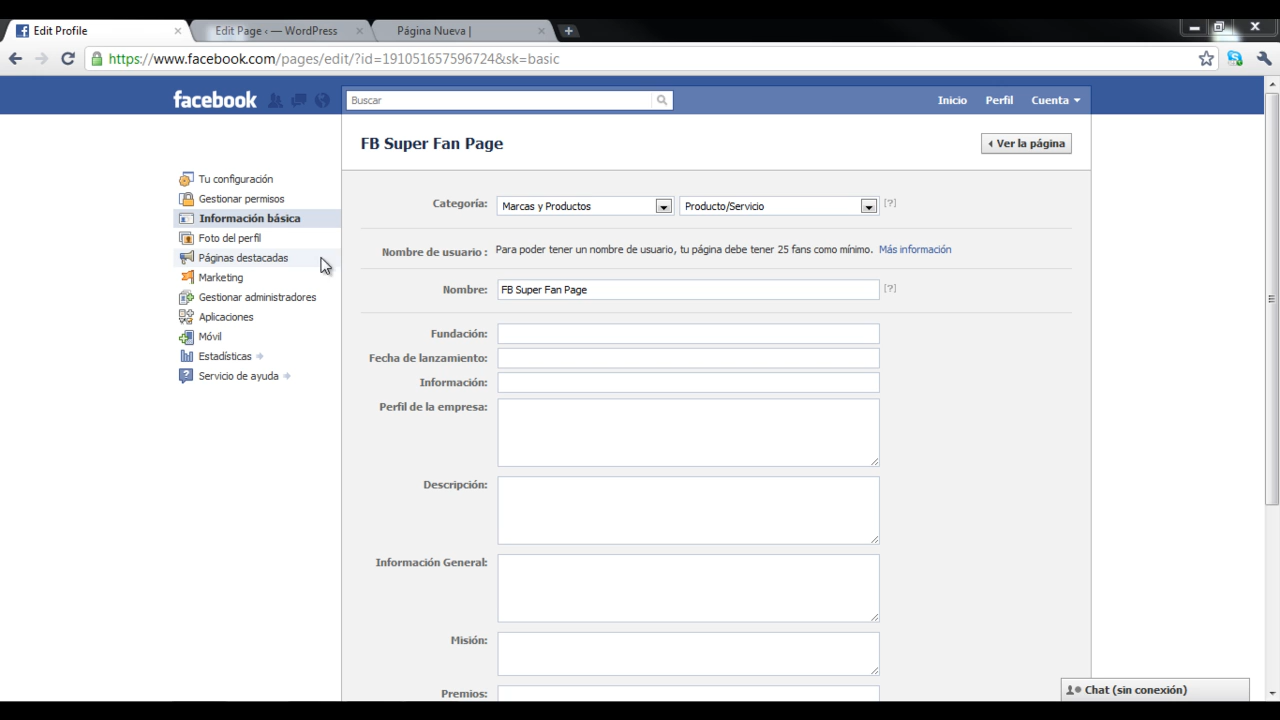 Edit Profile
Edit Page ‹ — WordPress
Página Nueva |
https://www.facebook.com/pages/edit/?id=191051657596724&sk=basic
facebook
Buscar
Inicio
Perfil
Cuenta
FB Super Fan Page
Ver la página
Tu configuración
Gestionar permisos
Información básica
Foto del perfil
Páginas destacadas
Marketing
Gestionar administradores
Aplicaciones
Móvil
Estadísticas
Servicio de ayuda
Categoría: Marcas y Productos Producto/Servicio [?]
Nombre de usuario : Para poder tener un nombre de usuario, tu página debe tener 25 fans como mínimo. Más información
Nombre: FB Super Fan Page [?]
Fundación:
Fecha de lanzamiento:
Información:
Perfil de la empresa:
Descripción:
Información General:
Misión:
Premios:
Chat (sin conexión)